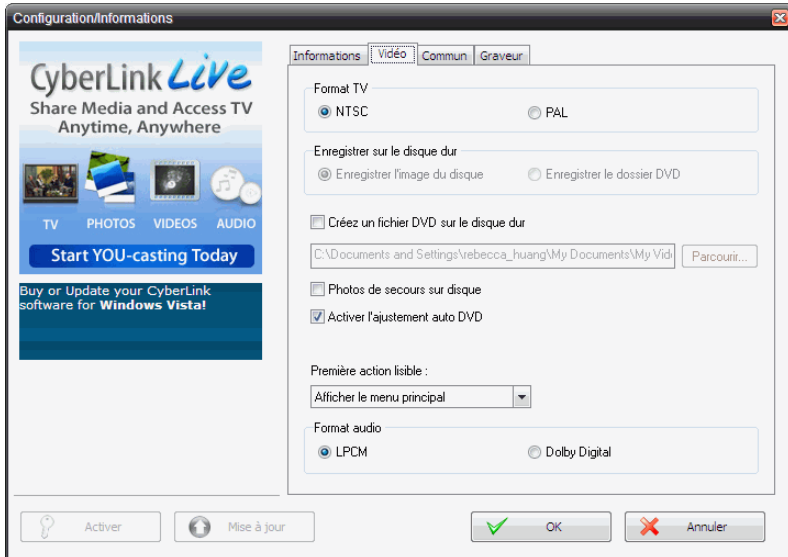 Configuration/Informations
CyberLink Live
Share Media and Access TV
Anytime, Anywhere
TV PHOTOS VIDEOS AUDIO
Start YOU-casting Today
Buy or Update your CyberLink
software for Windows Vista!
Informations Vidéo Commun Graveur
Format TV
NTSC PAL
Enregistrer sur le disque dur
Enregistrer l'image du disque Enregistrer le dossier DVD
Créez un fichier DVD sur le disque dur
C:\Documents and Settings\rebecca_huang\My Documents\My Vid Parcourir...
Photos de secours sur disque
Activer l'ajustement auto DVD
Première action lisible :
Afficher le menu principal
Format audio
LPCM Dolby Digital
Activer Mise à jour OK Annuler